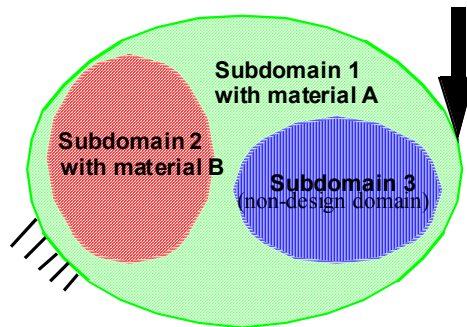 Subdomain 1
with material A
Subdomain 2
with material B
Subdomain 3
(non-design domain)